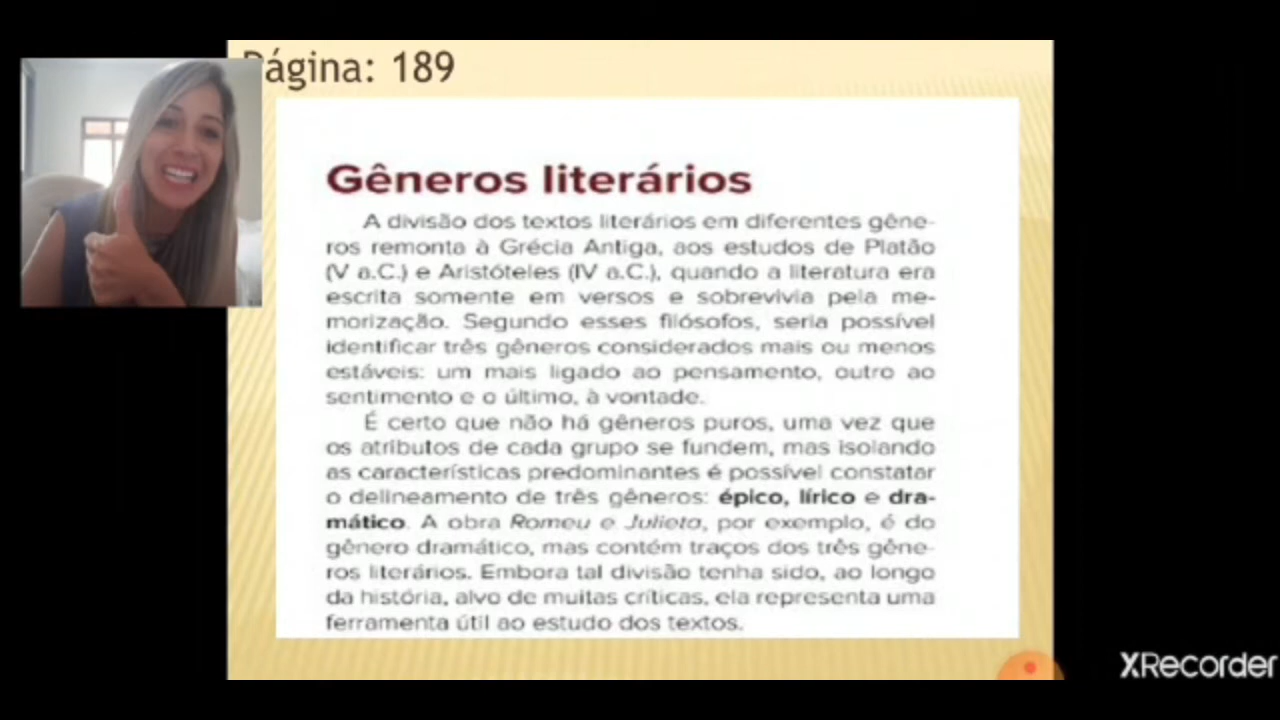 Página: 189
Gêneros literários
A divisão dos textos literários em diferentes gêne-
ros remonta à Grécia Antiga, aos estudos de Platão
(V a.C.) e Aristóteles (IV a.C.), quando a literatura era
escrita somente em versos e sobrevivia pela me-
morização. Segundo esses filósofos, seria possível
identificar três gêneros considerados mais ou menos
estáveis: um mais ligado ao pensamento, outro ao
sentimento e o último, à vontade.
É certo que não há gêneros puros, uma vez que
os atributos de cada grupo se fundem, mas isolando
as características predominantes é possível constatar
o delineamento de três gêneros: épico, lírico e dra-
mático. A obra Romeu e Julieta, por exemplo, é do
gênero dramático, mas contém traços dos três gêne-
ros literários. Embora tal divisão tenha sido, ao longo
da história, alvo de muitas críticas, ela representa uma
ferramenta útil ao estudo dos textos.
XRecorder